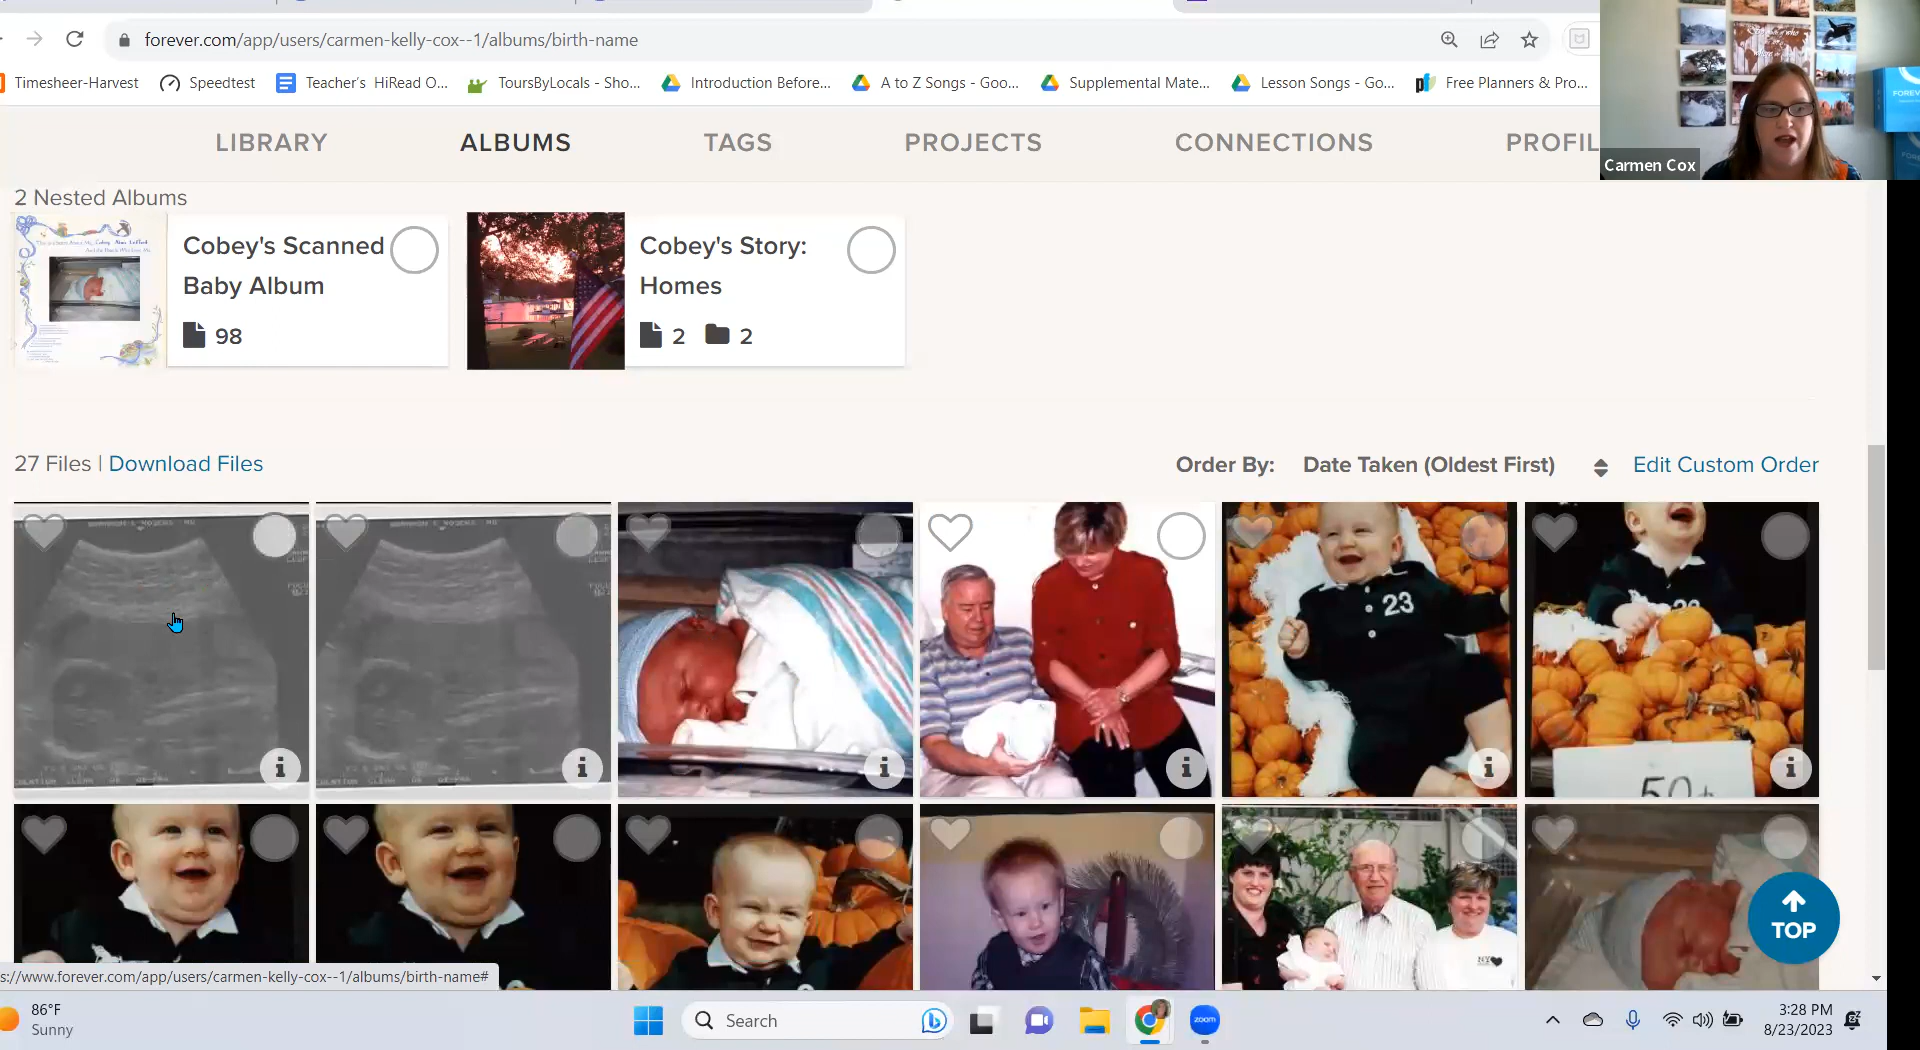 forever.com/app/users/carmen-kelly-cox--1/albums/birth-name
Timesheer-Harvest
Speedtest
Teacher's HiRead O...
ToursByLocals - Sho...
Introduction Before...
A to Z Songs - Goo...
Supplemental Mate...
Lesson Songs - Go...
Free Planners & Pro...
Carmen Cox
LIBRARY
ALBUMS
TAGS
PROJECTS
CONNECTIONS
PROFIL
2 Nested Albums
Cobey's Scanned
Baby Album
98
Cobey's Story:
Homes
2 2
27 Files | Download Files
Order By: Date Taken (Oldest First)
Edit Custom Order
23
50¢
NY
TOP
s://www.forever.com/app/users/carmen-kelly-cox--1/albums/birth-name#
86°F
Sunny
Search
zoom
3:28 PM
8/23/2023